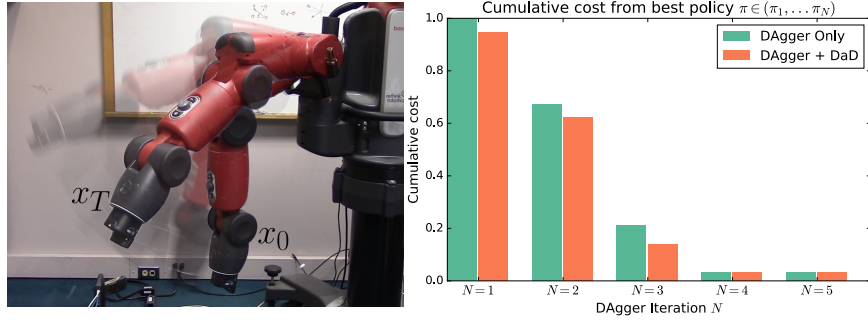 x_T
x_0
Cumulative cost from best policy π∈(π₁,…π_N)
DAgger Only
DAgger + DaD
Cumulative cost
1.0
0.8
0.6
0.4
0.2
0.0
N=1
N=2
N=3
N=4
N=5
DAgger Iteration N